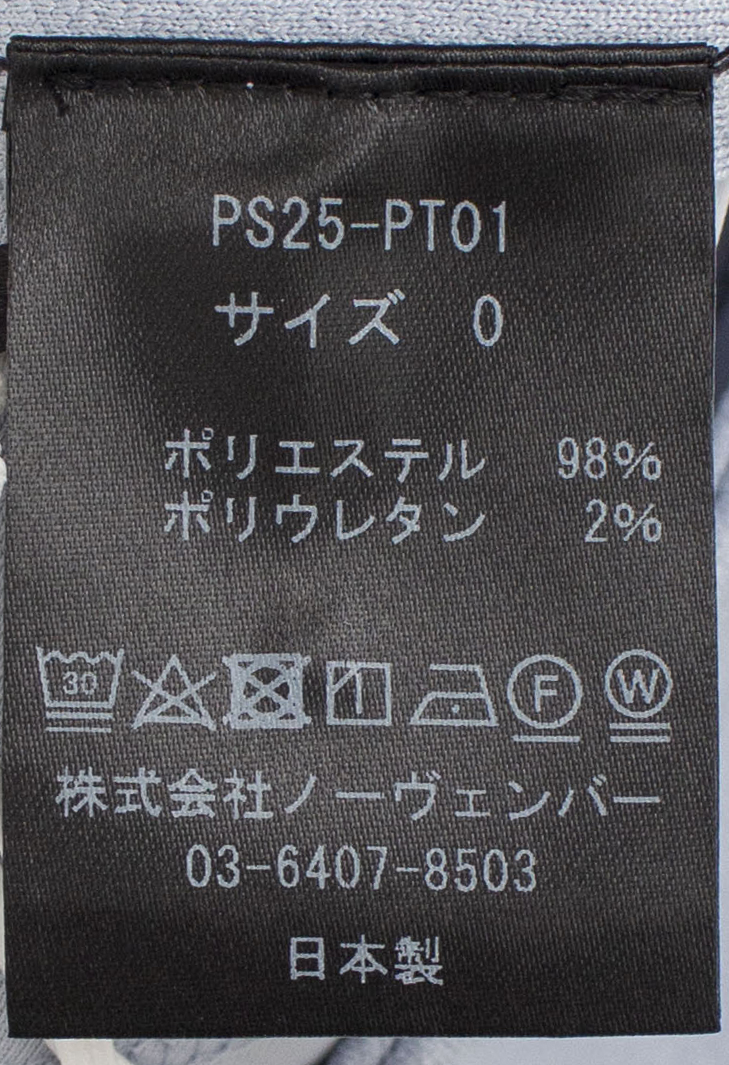 PS25-PT01
サイズ 0
ポリエステル 98%
ポリウレタン 2%
30 F W
株式会社ノーヴェンバー
03-6407-8503
日本製